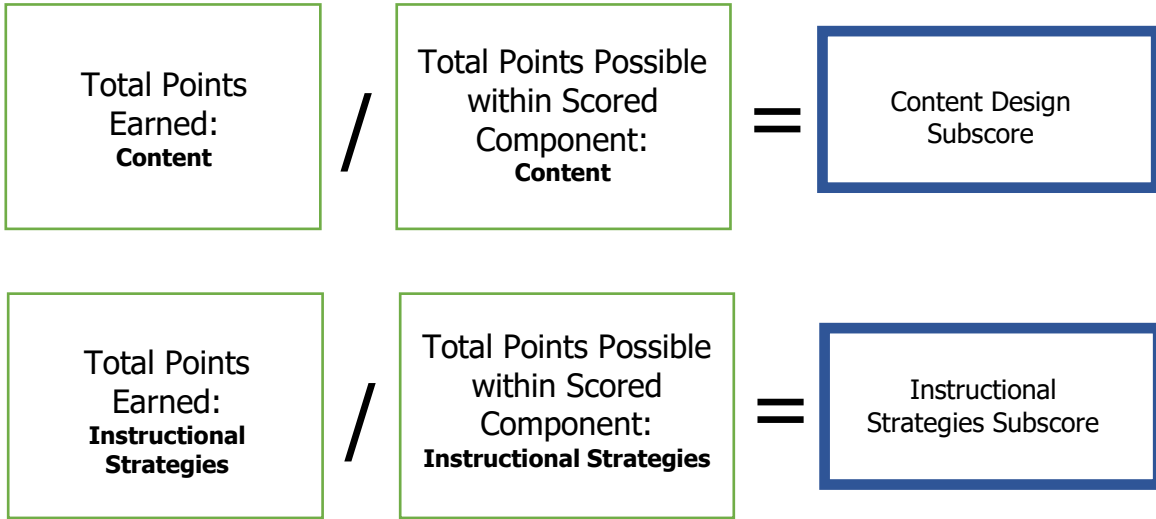 Total Points
Earned:
Content
/
Total Points Possible
within Scored
Component:
Content
=
Content Design
Subscore
Total Points
Earned:
Instructional
Strategies
/
Total Points Possible
within Scored
Component:
Instructional Strategies
=
Instructional
Strategies Subscore